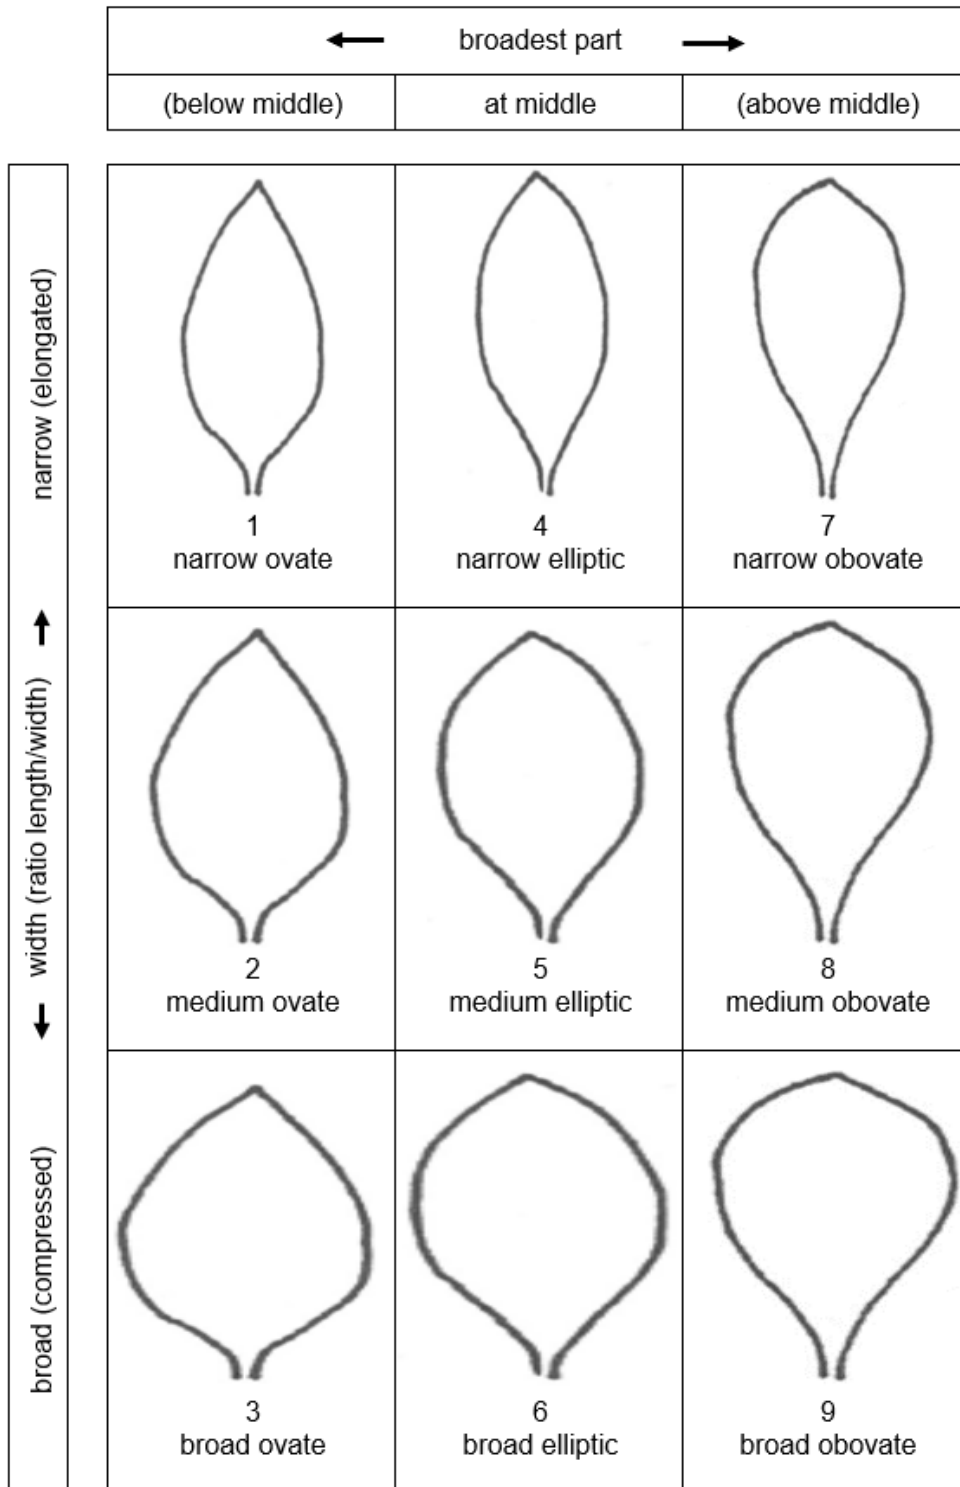 broadest part
(below middle)
at middle
(above middle)
narrow (elongated)
width (ratio length/width)
broad (compressed)
1
narrow ovate
4
narrow elliptic
7
narrow obovate
2
medium ovate
5
medium elliptic
8
medium obovate
3
broad ovate
6
broad elliptic
9
broad obovate